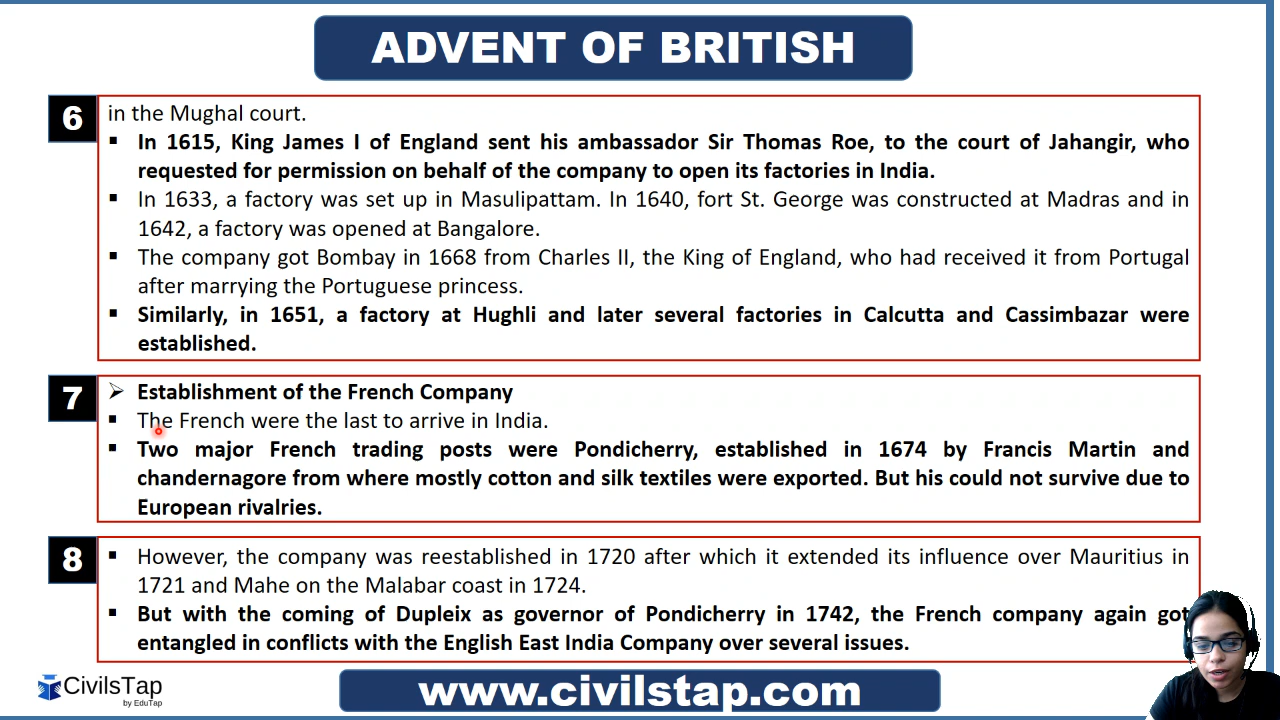 ADVENT OF BRITISH
6
in the Mughal court.
▪ In 1615, King James I of England sent his ambassador Sir Thomas Roe, to the court of Jahangir, who
requested for permission on behalf of the company to open its factories in India.
▪ In 1633, a factory was set up in Masulipattam. In 1640, fort St. George was constructed at Madras and in
1642, a factory was opened at Bangalore.
▪ The company got Bombay in 1668 from Charles II, the King of England, who had received it from Portugal
after marrying the Portuguese princess.
▪ Similarly, in 1651, a factory at Hughli and later several factories in Calcutta and Cassimbazar were
established.
7
➢ Establishment of the French Company
▪ The French were the last to arrive in India.
▪ Two major French trading posts were Pondicherry, established in 1674 by Francis Martin and
chandernagore from where mostly cotton and silk textiles were exported. But his could not survive due to
European rivalries.
8
▪ However, the company was reestablished in 1720 after which it extended its influence over Mauritius in
1721 and Mahe on the Malabar coast in 1724.
▪ But with the coming of Dupleix as governor of Pondicherry in 1742, the French company again got
entangled in conflicts with the English East India Company over several issues.
CivilsTap
by EduTap
www.civilstap.com